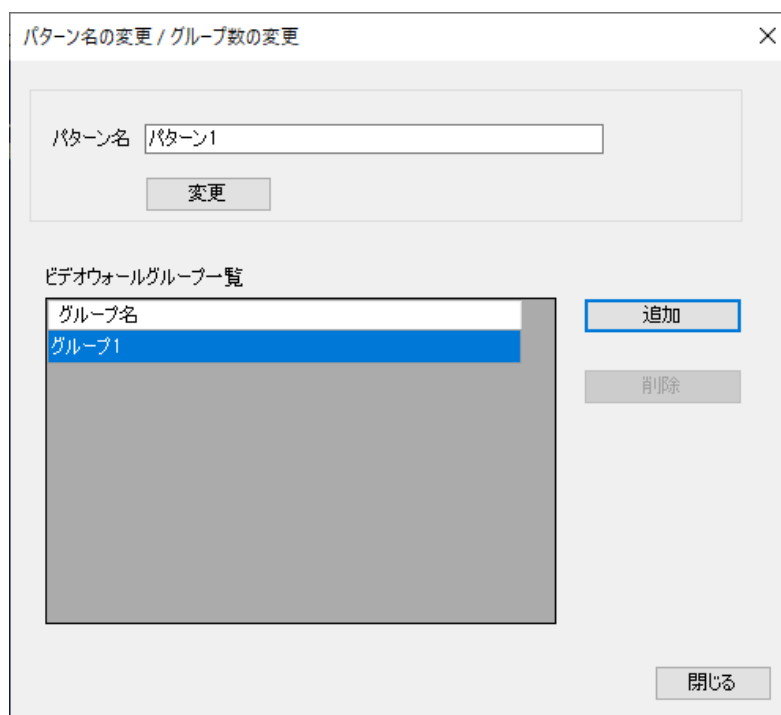 パターン名の変更 / グループ数の変更
パターン名 パターン1
変更
ビデオウォールグループ一覧
グループ名
追加
グループ1
削除
閉じる